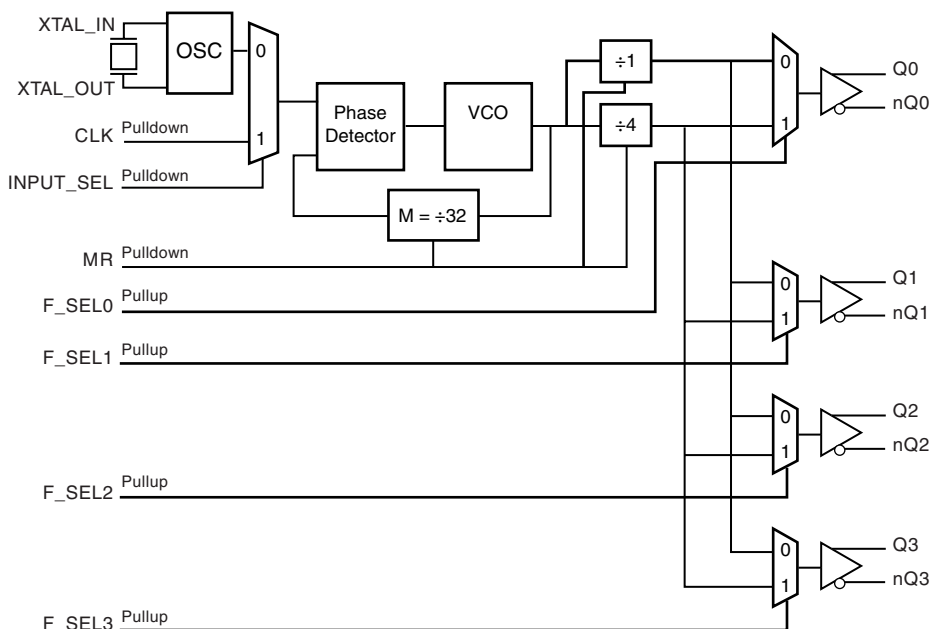 XTAL_IN
OSC
XTAL_OUT
0
1
CLK Pulldown
INPUT_SEL Pulldown
Phase
Detector
VCO
M = ÷32
÷1
÷4
MR Pulldown
F_SEL0 Pullup
F_SEL1 Pullup
F_SEL2 Pullup
F_SEL3 Pullup
0
1
Q0
nQ0
0
1
Q1
nQ1
0
1
Q2
nQ2
0
1
Q3
nQ3